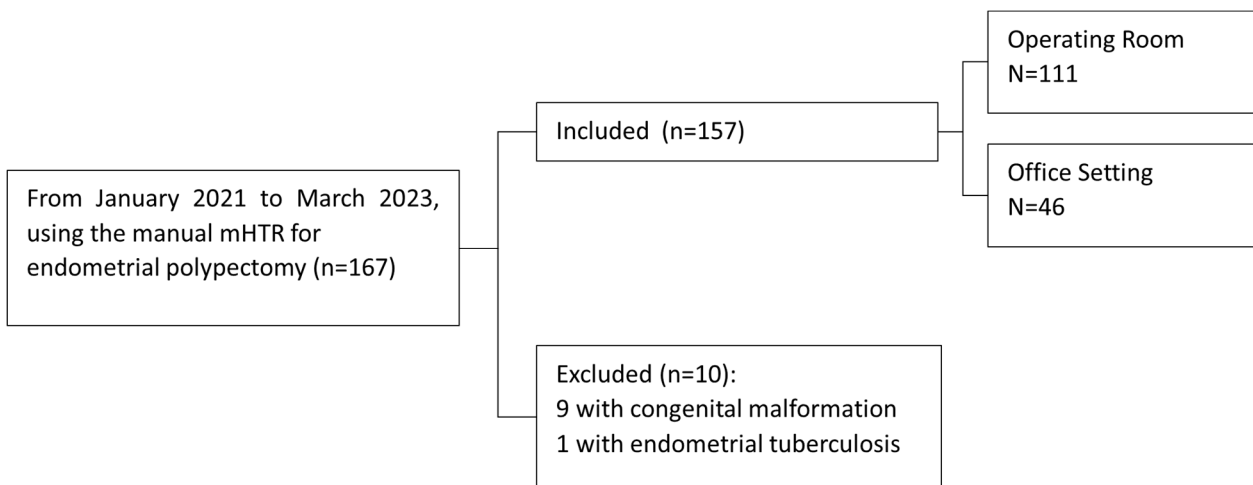 From January 2021 to March 2023,
using the manual mHTR for
endometrial polypectomy (n=167)
Included (n=157)
Operating Room
N=111
Office Setting
N=46
Excluded (n=10):
9 with congenital malformation
1 with endometrial tuberculosis